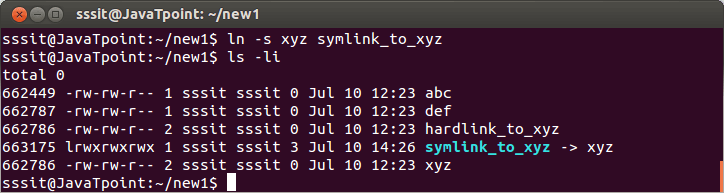 sssit@JavaTpoint: ~/new1
sssit@JavaTpoint:~/new1$ ln -s xyz symlink_to_xyz
sssit@JavaTpoint:~/new1$ ls -li
total 0
662449 -rw-rw-r-- 1 sssit sssit 0 Jul 10 12:23 abc
662787 -rw-rw-r-- 1 sssit sssit 0 Jul 10 12:23 def
662786 -rw-rw-r-- 2 sssit sssit 0 Jul 10 12:23 hardlink_to_xyz
663175 lrwxrwxrwx 1 sssit sssit 3 Jul 10 14:26 symlink_to_xyz -> xyz
662786 -rw-rw-r-- 2 sssit sssit 0 Jul 10 12:23 xyz
sssit@JavaTpoint:~/new1$